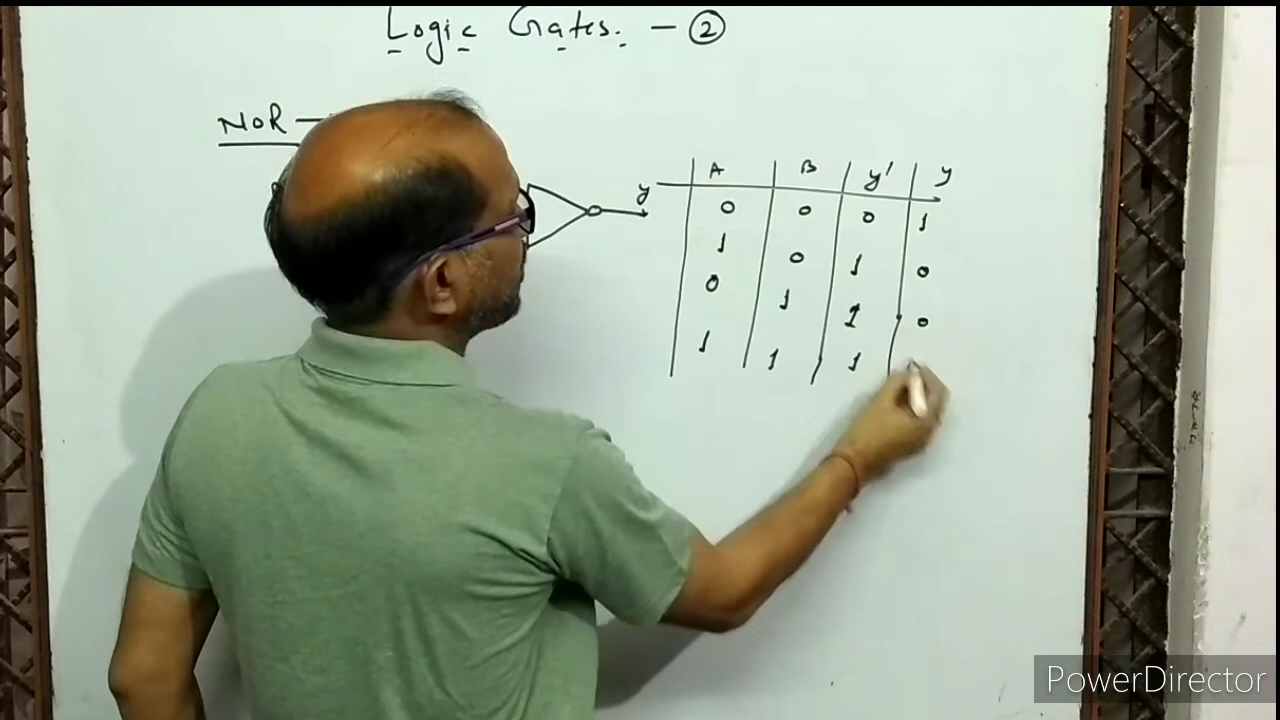 Logic Gates. - ②
NOR -
y
A B y' y
0 0 0 1
1 0 1 0
0 1 1 0
1 1 1
PowerDirector